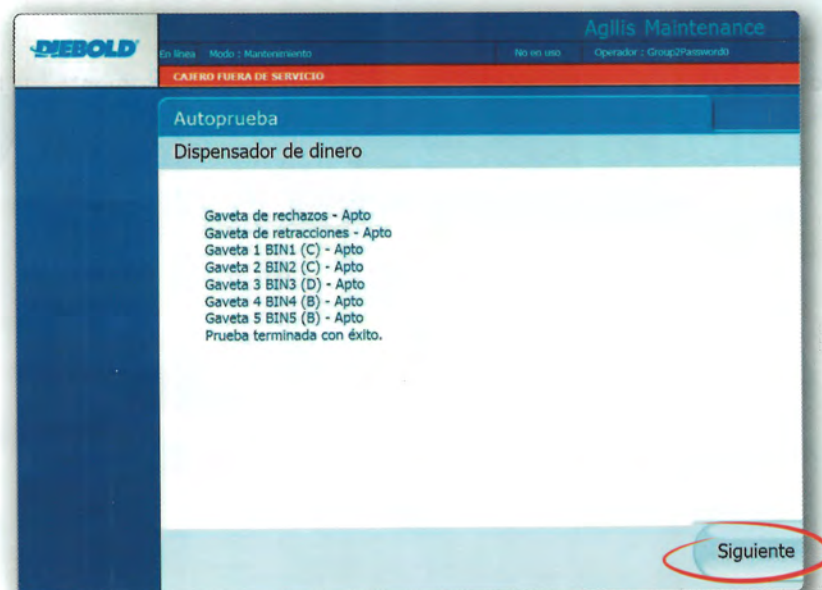 DIEBOLD
Agilis Maintenance
En línea Modo : Mantenimiento No en uso Operador : Group2Password0
CAJERO FUERA DE SERVICIO
Autoprueba
Dispensador de dinero
Gaveta de rechazos - Apto
Gaveta de retracciones - Apto
Gaveta 1 BIN1 (C) - Apto
Gaveta 2 BIN2 (C) - Apto
Gaveta 3 BIN3 (D) - Apto
Gaveta 4 BIN4 (B) - Apto
Gaveta 5 BIN5 (B) - Apto
Prueba terminada con éxito.
Siguiente